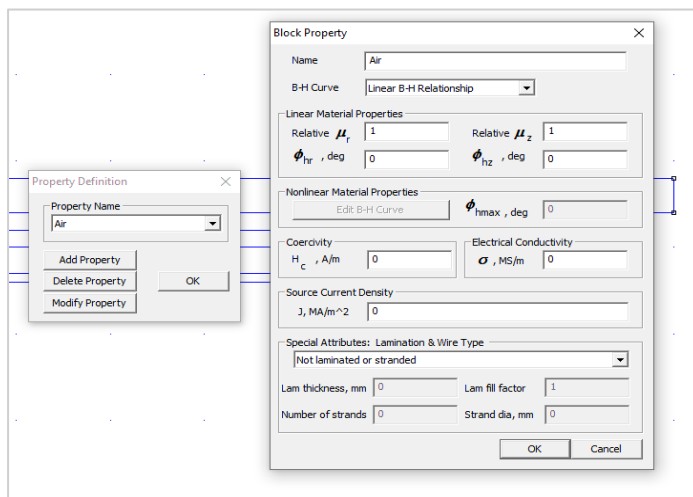 Block Property
Name Air
B-H Curve Linear B-H Relationship
Linear Material Properties
Relative μr 1 Relative μz 1
ϕhr , deg 0 ϕhz , deg 0
Nonlinear Material Properties
Edit B-H Curve ϕhmax , deg 0
Coercivity Electrical Conductivity
Hc , A/m 0 σ , MS/m 0
Source Current Density
J, MA/m^2 0
Special Attributes: Lamination & Wire Type
Not laminated or stranded
Lam thickness, mm 0 Lam fill factor 1
Number of strands 0 Strand dia, mm 0
OK Cancel
Property Definition
Property Name
Air
Add Property
Delete Property OK
Modify Property